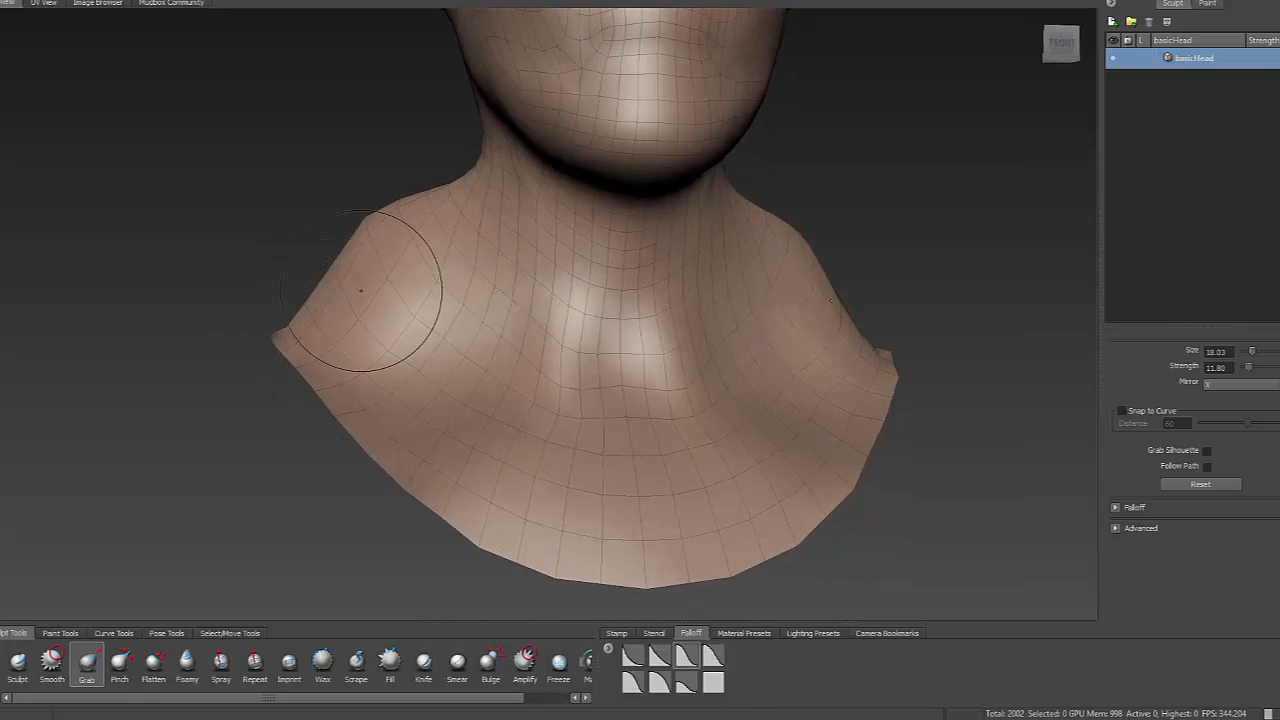 UV View Image Browser Mudbox Community
Sculpt Paint
L basicHead Strength
basicHead
FRONT
Size 18.03
Strength 11.80
Mirror X
Snap to Curve
Distance 60
Grab Silhouette
Follow Path
Reset
Falloff
Advanced
pt Tools Paint Tools Curve Tools Pose Tools Select/Move Tools
Stamp Stencil Falloff Material Presets Lighting Presets Camera Bookmarks
Sculpt Smooth Grab Pinch Flatten Foamy Spray Repeat Imprint Wax Scrape Fill Knife Smear Bulge Amplify Freeze Ma
Total: 2002 Selected: 0 GPU Mem: 998 Active: 0, Highest: 0 FPS: 344.204